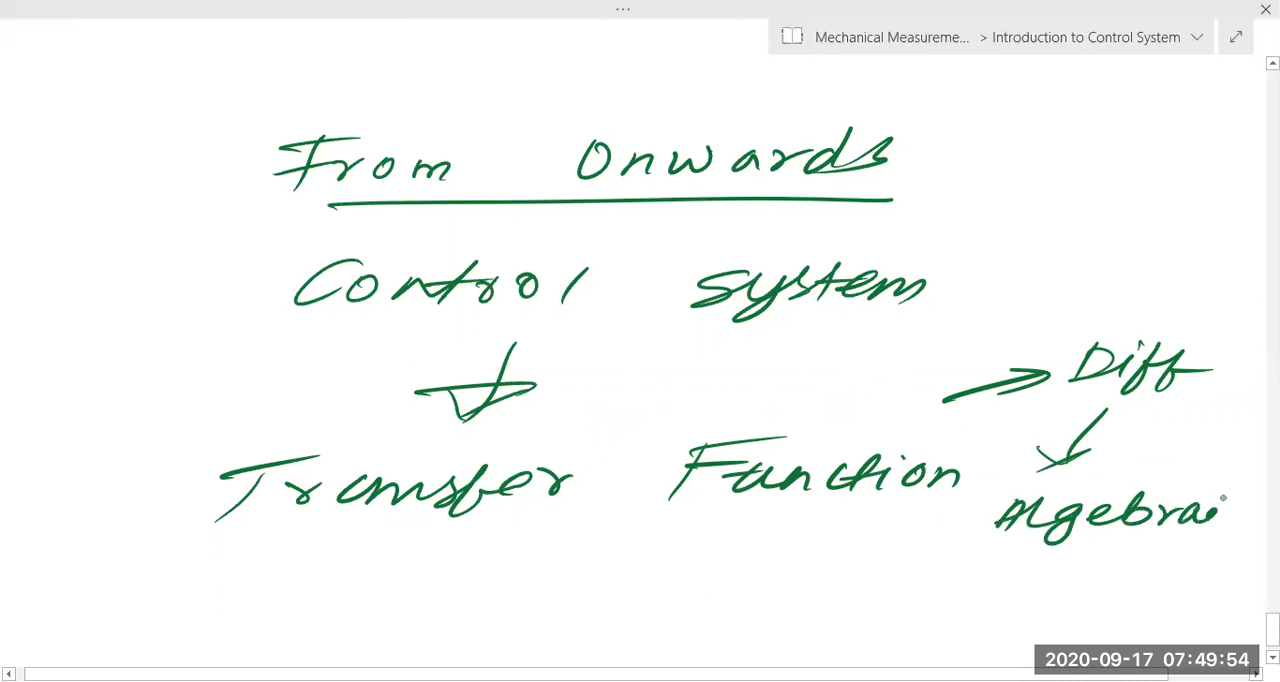 Mechanical Measureme... > Introduction to Control System
From Onwards
Control system
Diff
Transfer Function
Algebrai
2020-09-17 07:49:54